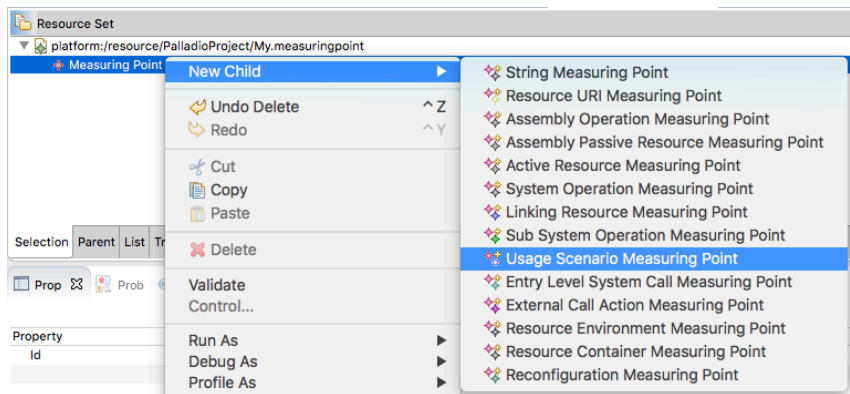 Resource Set
platform:/resource/PalladioProject/My.measuringpoint
Measuring Point
New Child
Undo Delete ^Z
Redo ^Y
Cut
Copy
Paste
Delete
Validate
Control...
Run As
Debug As
Profile As
String Measuring Point
Resource URI Measuring Point
Assembly Operation Measuring Point
Assembly Passive Resource Measuring Point
Active Resource Measuring Point
System Operation Measuring Point
Linking Resource Measuring Point
Sub System Operation Measuring Point
Usage Scenario Measuring Point
Entry Level System Call Measuring Point
External Call Action Measuring Point
Resource Environment Measuring Point
Resource Container Measuring Point
Reconfiguration Measuring Point
Selection Parent List Tr
Prop Prob
Property
Id